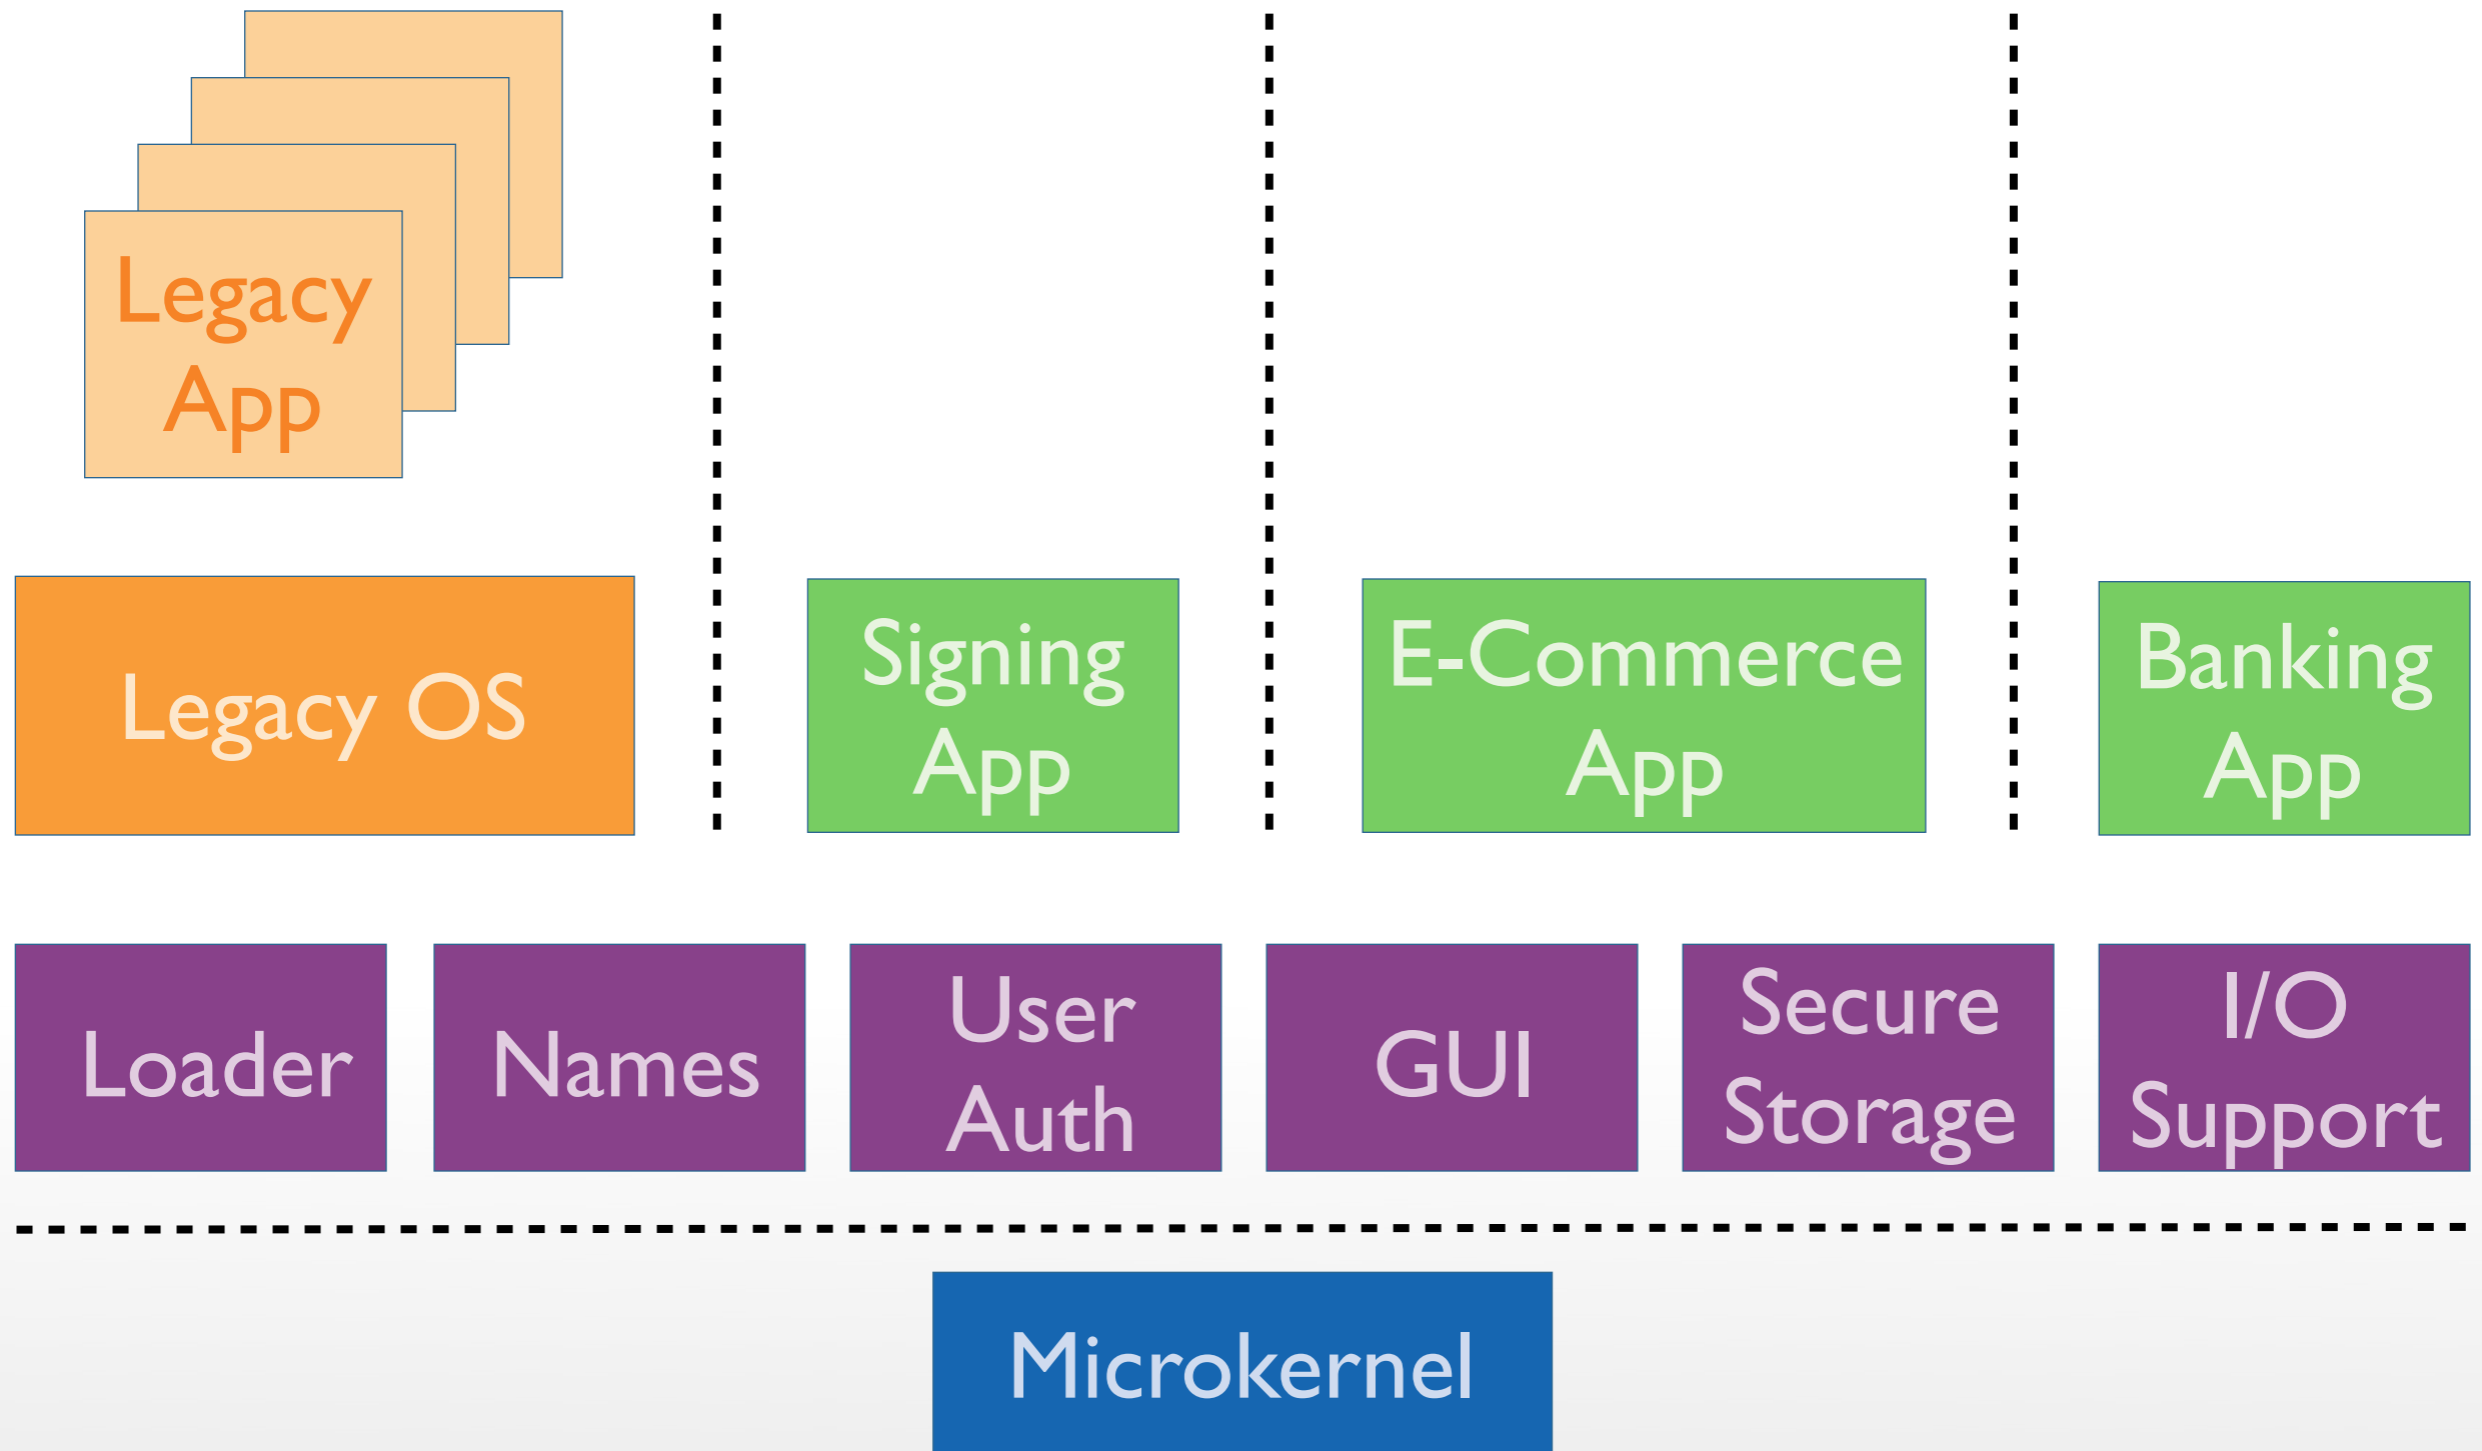 Legacy
App
Legacy OS
Signing
App
E-Commerce
App
Banking
App
Loader
Names
User
Auth
GUI
Secure
Storage
I/O
Support
Microkernel